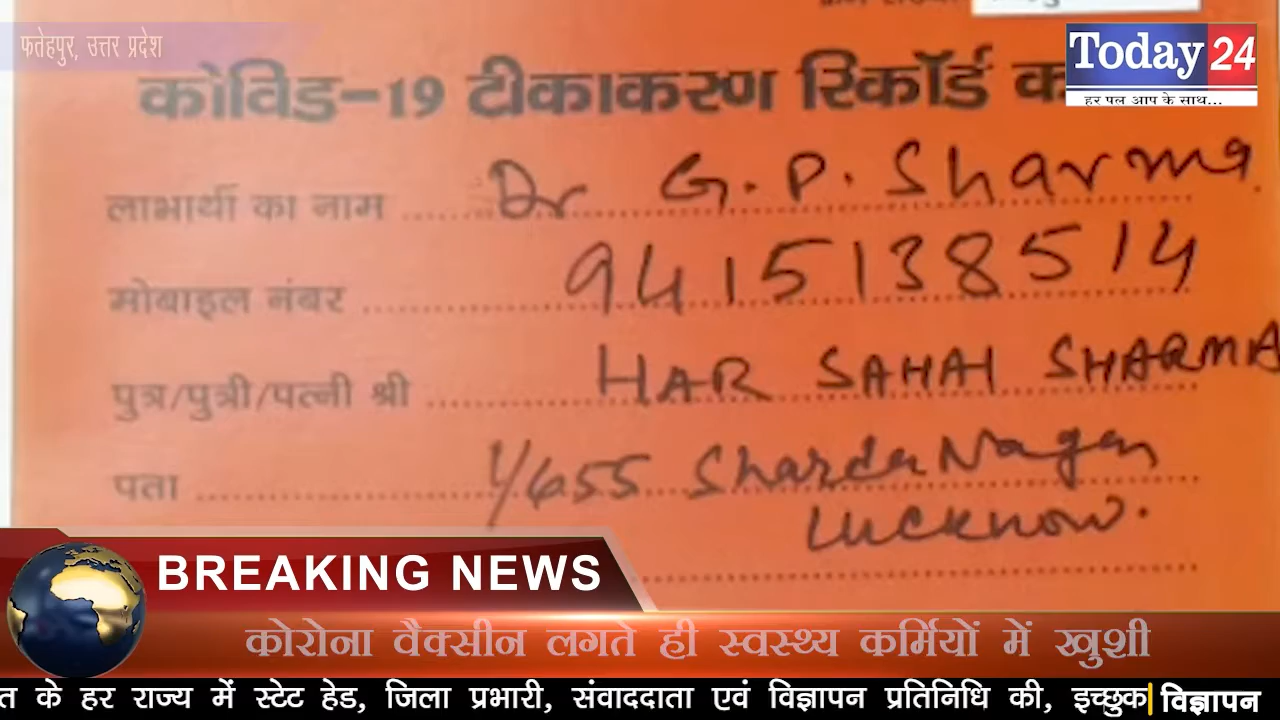 फतेहपुर, उत्तर प्रदेश
Today 24
हर पल आप के साथ...
कोविड-19 टीकाकरण रिकॉर्ड
लाभार्थी का नाम Dr G. P. Sharma
मोबाइल नंबर 9415138514
पुत्र/पुत्री/पत्नी श्री HAR SAHAI SHARMA
पता 1/655 Sharda Nagar
Lucknow.
BREAKING NEWS
कोरोना वैक्सीन लगते ही स्वस्थ्य कर्मियों में खुशी
के हर राज्य में स्टेट हेड, जिला प्रभारी, संवाददाता एवं विज्ञापन प्रतिनिधि की, इच्छुक विज्ञापन